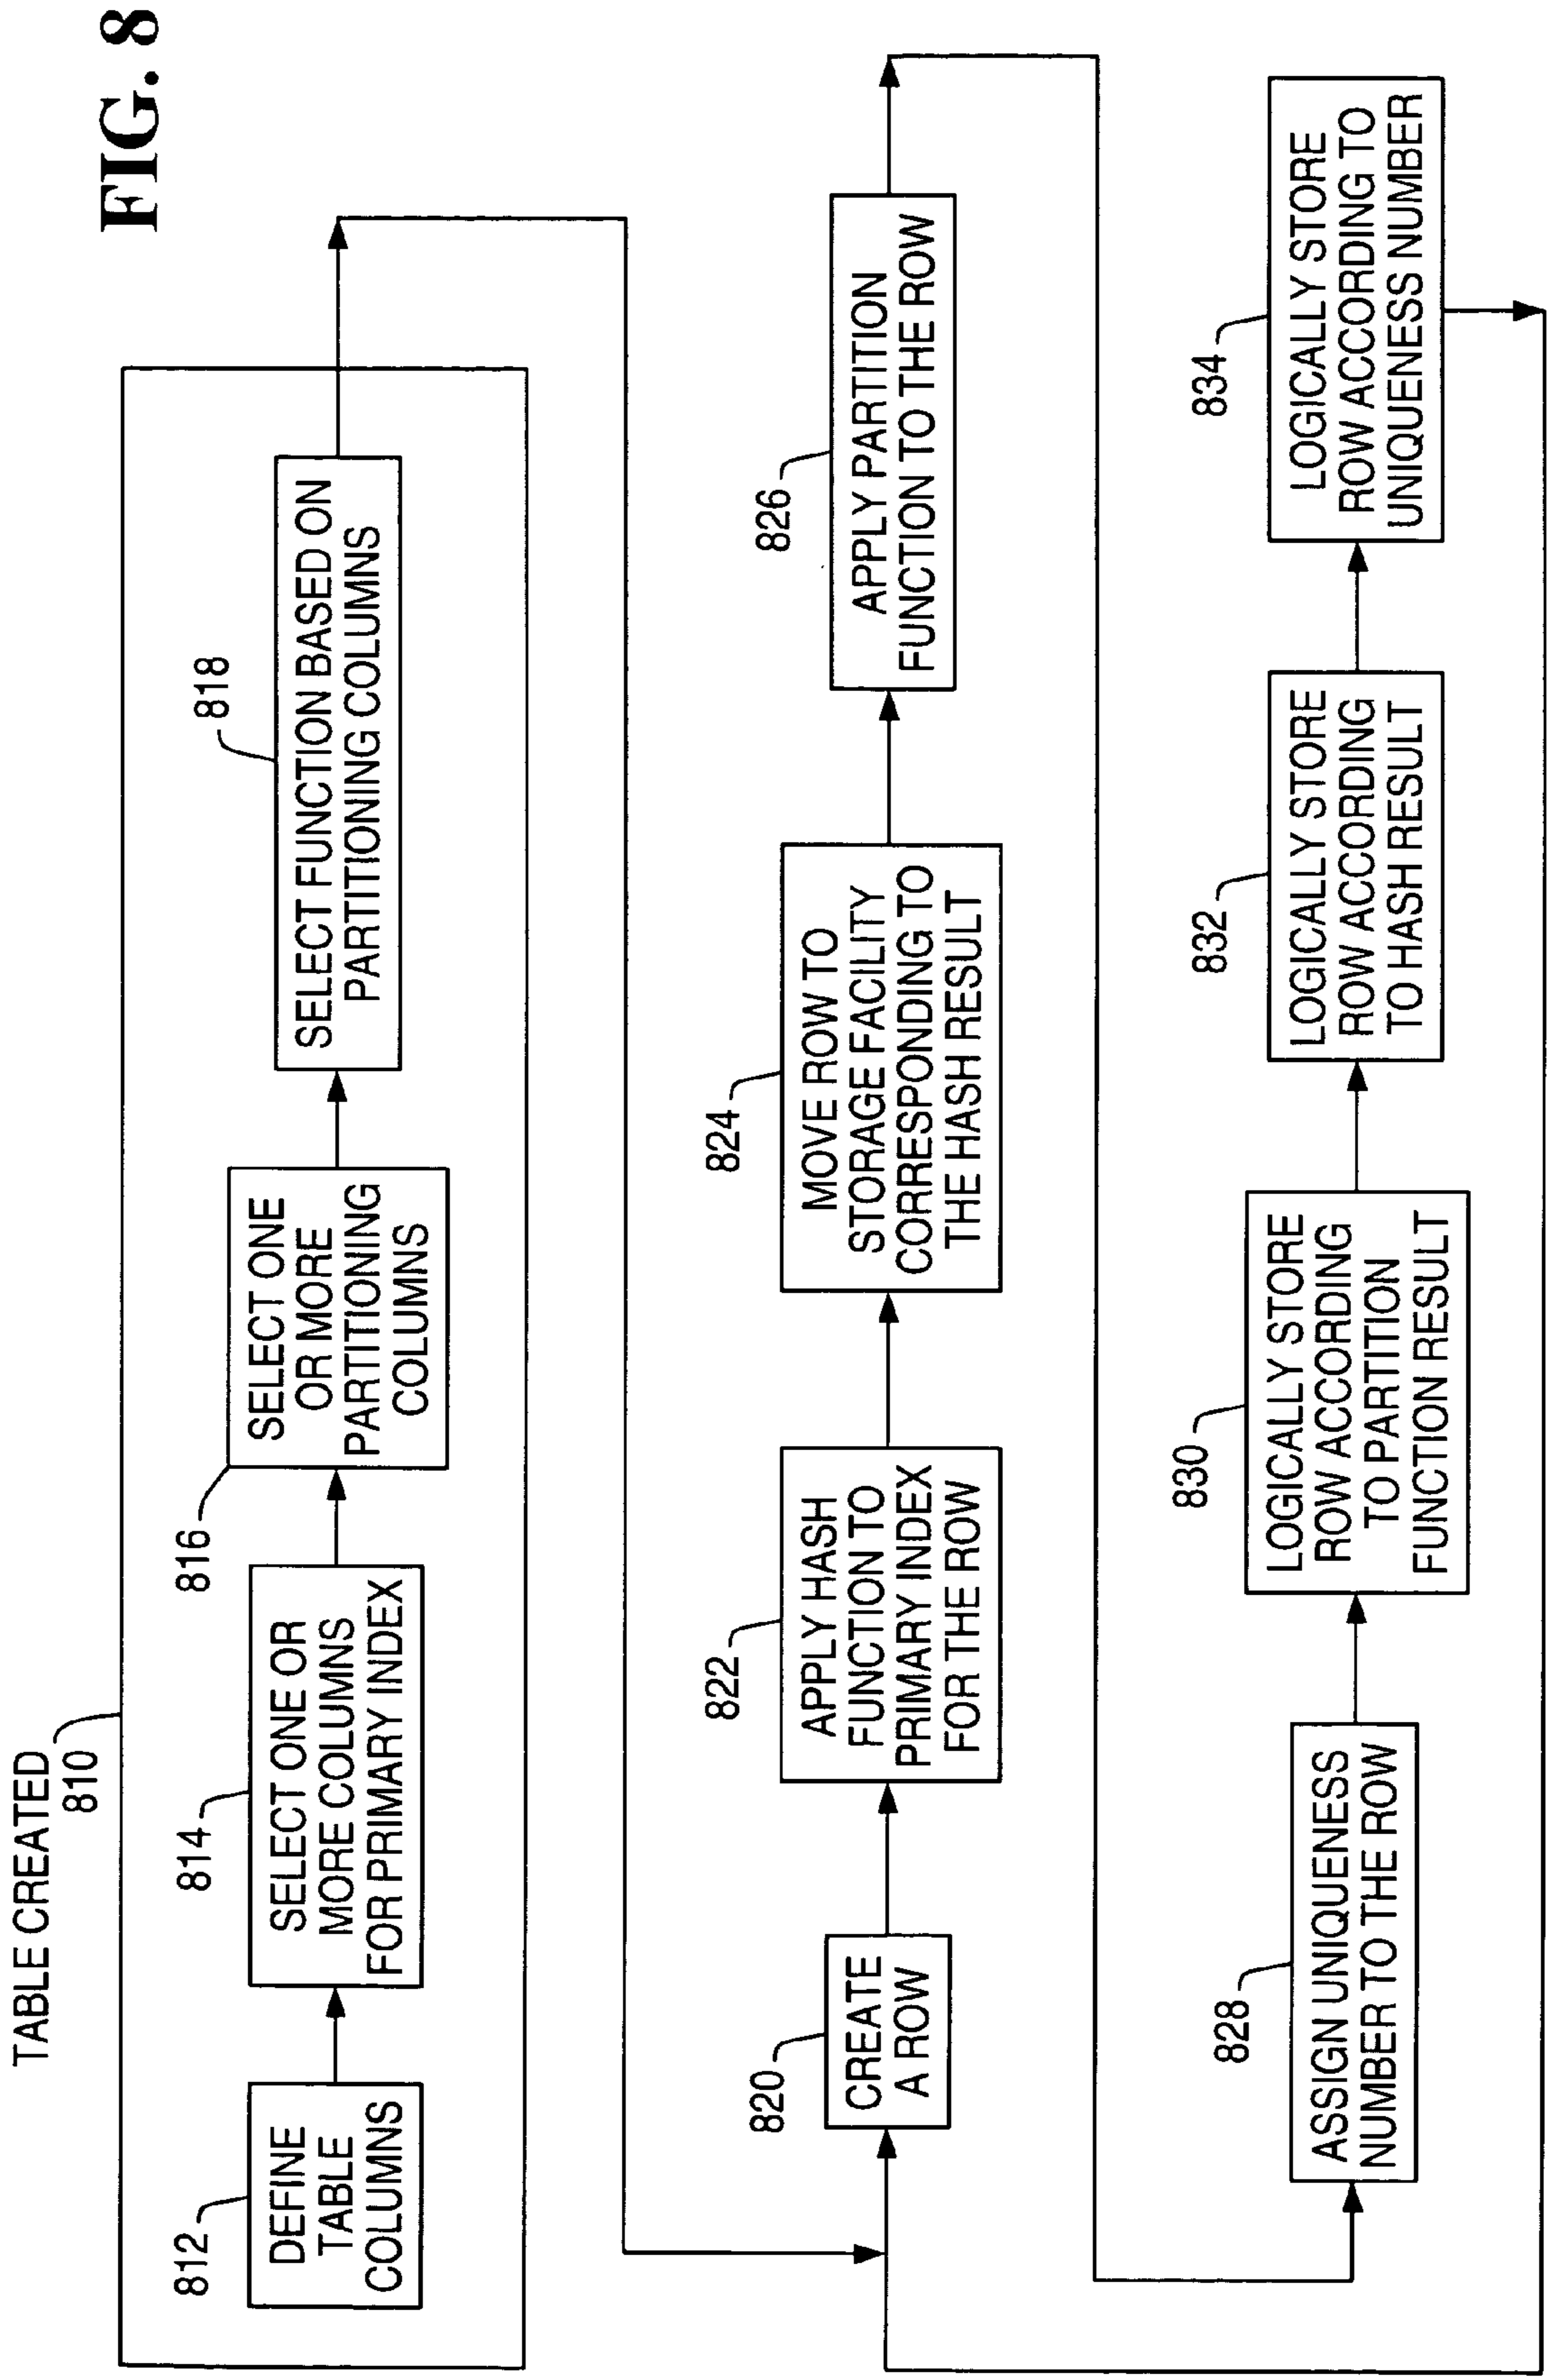 FIG. 8
TABLE CREATED
810
812
DEFINE
TABLE
COLUMNS
814
SELECT ONE OR
MORE COLUMNS
FOR PRIMARY INDEX
816
SELECT ONE
OR MORE
PARTITIONING
COLUMNS
818
SELECT FUNCTION BASED ON
PARTITIONING COLUMNS
820
CREATE
A ROW
822
APPLY HASH
FUNCTION TO
PRIMARY INDEX
FOR THE ROW
824
MOVE ROW TO
STORAGE FACILITY
CORRESPONDING TO
THE HASH RESULT
826
APPLY PARTITION
FUNCTION TO THE ROW
828
ASSIGN UNIQUENESS
NUMBER TO THE ROW
830
LOGICALLY STORE
ROW ACCORDING
TO PARTITION
FUNCTION RESULT
832
LOGICALLY STORE
ROW ACCORDING
TO HASH RESULT
834
LOGICALLY STORE
ROW ACCORDING TO
UNIQUENESS NUMBER